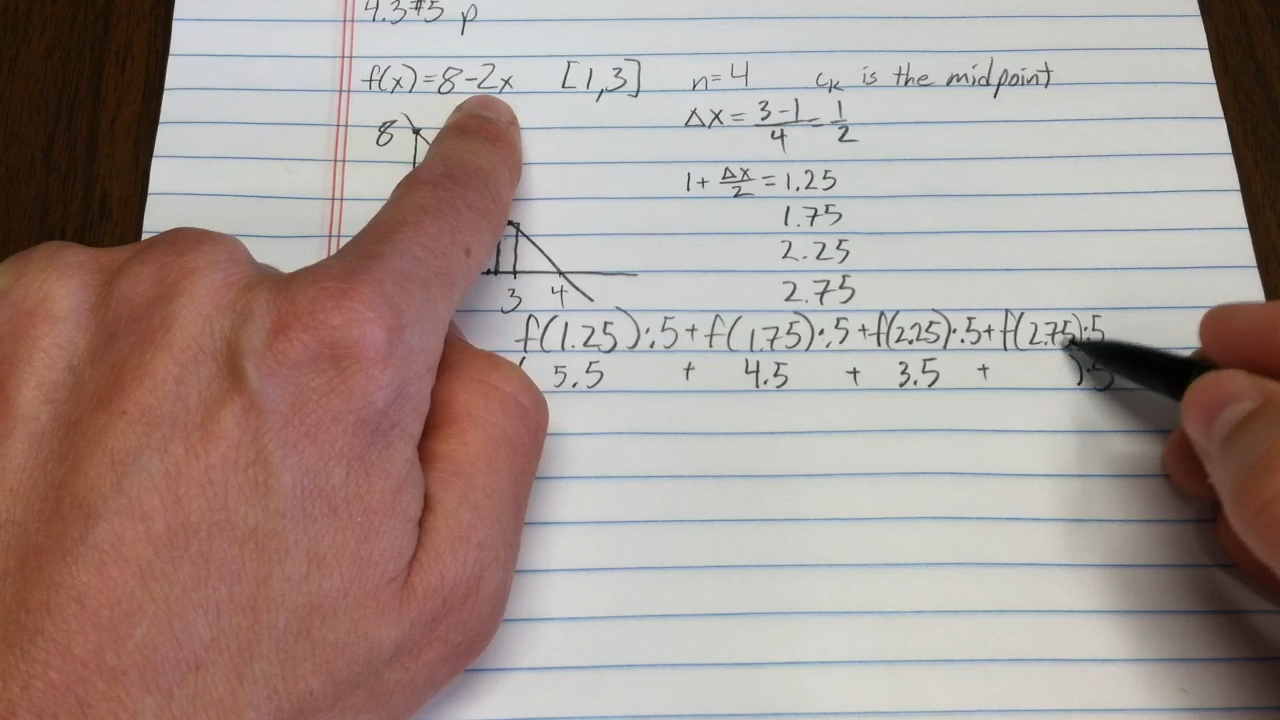 4.3#5 p
f(x)=8-2x [1,3] n=4 cₖ is the midpoint
Δx = 3-1/4 = 1/2
8
1+ Δx/2 = 1.25
1.75
2.25
2.75
3 4
f(1.25)·.5+f(1.75)·.5+f(2.25)·.5+f(2.75)·.5
( 5.5 + 4.5 + 3.5 + ).5